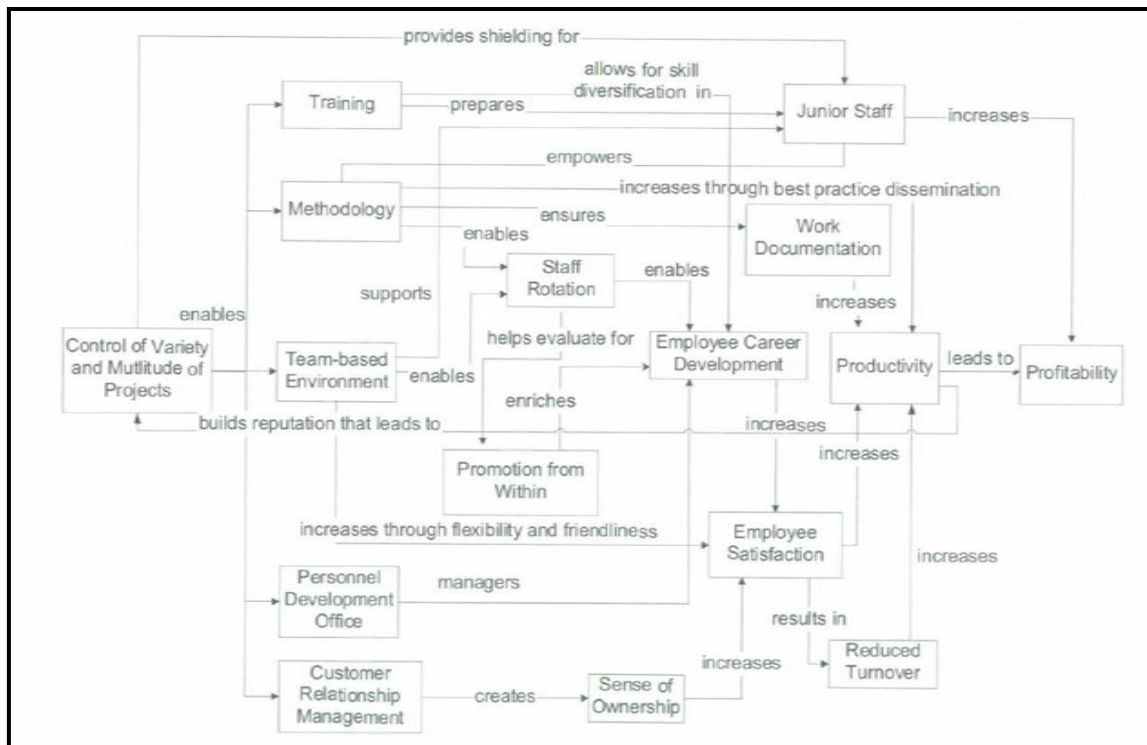 provides shielding for
allows for skill
diversification in
Training
prepares
Junior Staff
increases
empowers
increases through best practice dissemination
Methodology
ensures
Work
Documentation
enables
Staff
Rotation
enables
supports
increases
enables
helps evaluate for
Control of Variety
and Mutlitude of
Projects
Team-based
Environment
enables
Employee Career
Development
Productivity
leads to
Profitability
enriches
builds reputation that leads to
increases
increases
Promotion from
Within
increases through flexibility and friendliness
Employee
Satisfaction
increases
Personnel
Development
Office
managers
results in
Reduced
Turnover
increases
Customer
Relationship
Management
creates
Sense of
Ownership